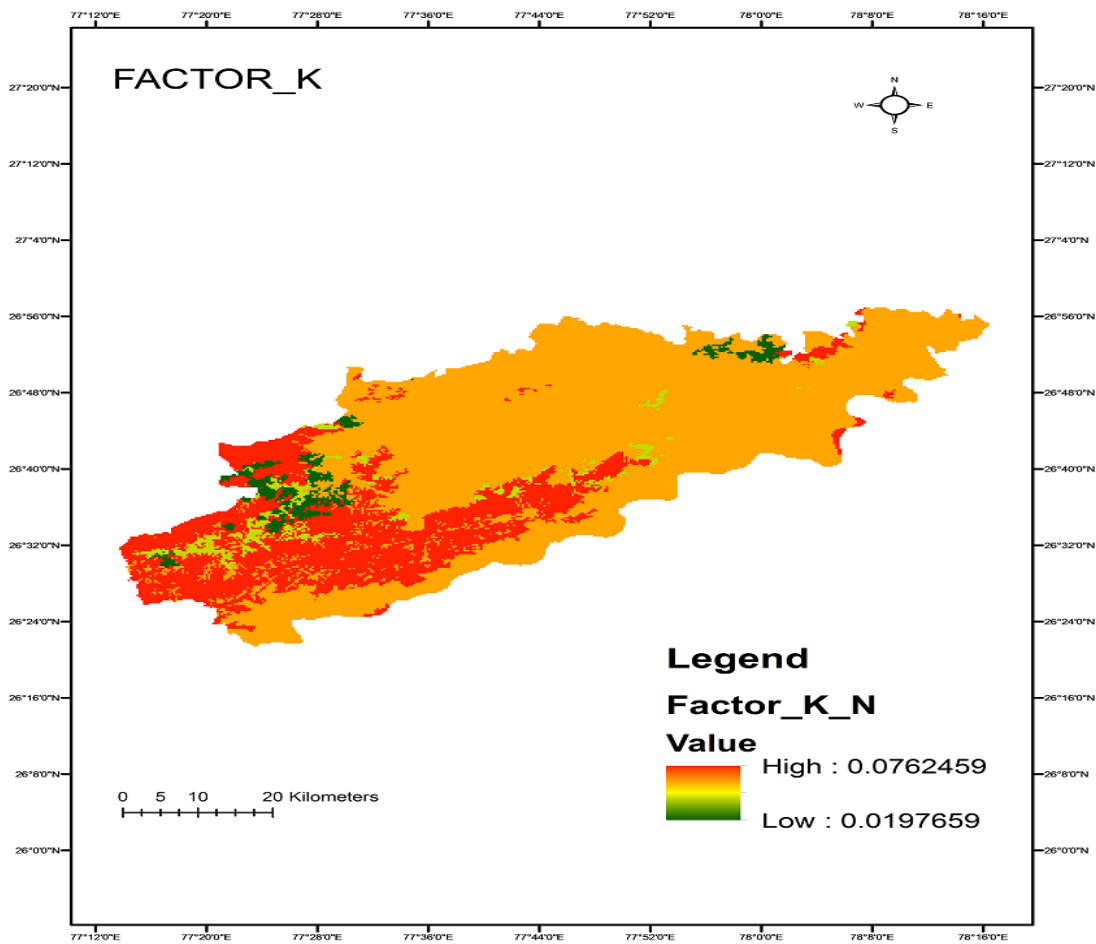 77°12'0"E 77°20'0"E 77°28'0"E 77°36'0"E 77°44'0"E 77°52'0"E 78°0'0"E 78°8'0"E 78°16'0"E
FACTOR_K
N
W E
S
27°20'0"N 27°20'0"N
27°12'0"N 27°12'0"N
27°4'0"N 27°4'0"N
26°56'0"N 26°56'0"N
26°48'0"N 26°48'0"N
26°40'0"N 26°40'0"N
26°32'0"N 26°32'0"N
26°24'0"N 26°24'0"N
Legend
26°16'0"N 26°16'0"N
Factor_K_N
Value
High : 0.0762459
26°8'0"N 26°8'0"N
0 5 10 20 Kilometers
Low : 0.0197659
26°0'0"N 26°0'0"N
77°12'0"E 77°20'0"E 77°28'0"E 77°36'0"E 77°44'0"E 77°52'0"E 78°0'0"E 78°8'0"E 78°16'0"E